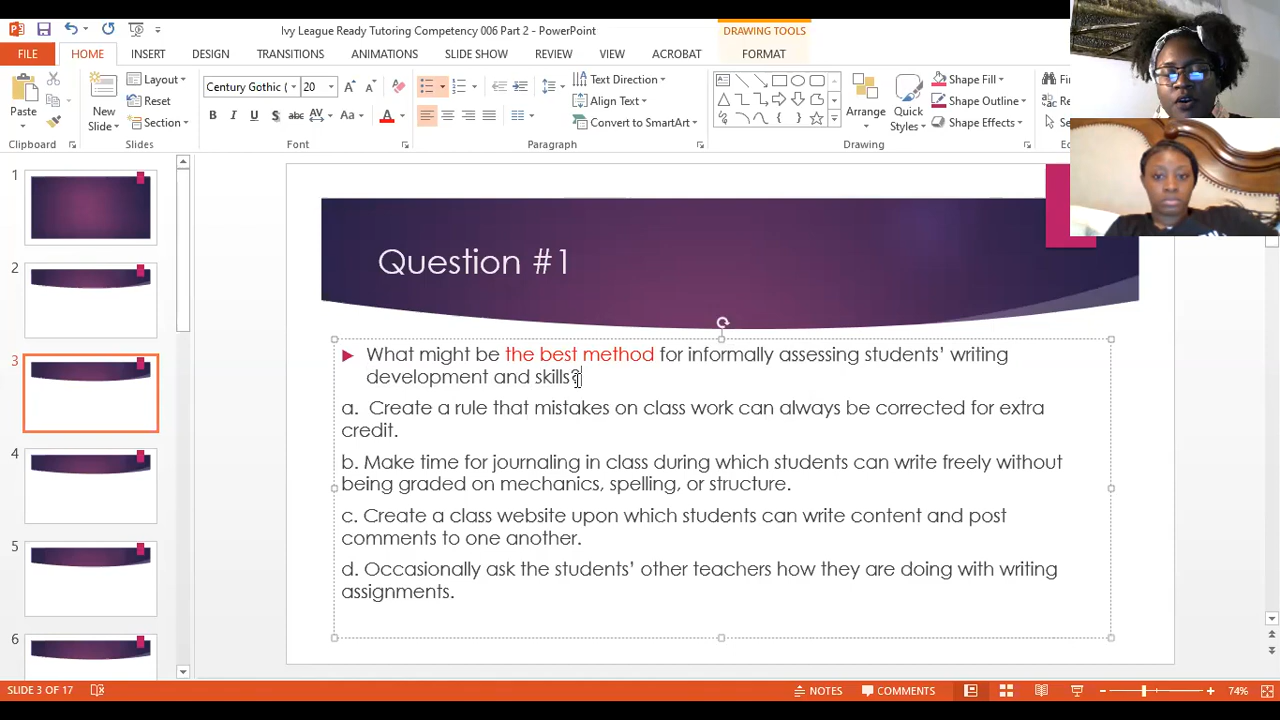 Ivy League Ready Tutoring Competency 006 Part 2 - PowerPoint
DRAWING TOOLS
FILE HOME INSERT DESIGN TRANSITIONS ANIMATIONS SLIDE SHOW REVIEW VIEW ACROBAT FORMAT
Paste
New Slide
Layout
Reset
Section
Century Gothic ( 20
Text Direction
Align Text
Convert to SmartArt
Arrange
Quick Styles
Shape Fill
Shape Outline
Shape Effects
Clipboard Slides Font Paragraph Drawing
1
2
3
4
5
6
Question #1
What might be the best method for informally assessing students’ writing
development and skills?
a. Create a rule that mistakes on class work can always be corrected for extra
credit.
b. Make time for journaling in class during which students can write freely without
being graded on mechanics, spelling, or structure.
c. Create a class website upon which students can write content and post
comments to one another.
d. Occasionally ask the students’ other teachers how they are doing with writing
assignments.
SLIDE 3 OF 17
NOTES COMMENTS 74%